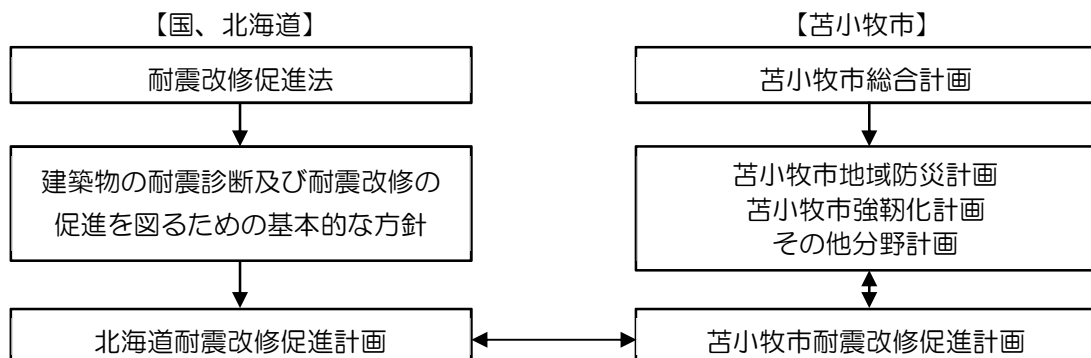 【国、北海道】
耐震改修促進法
建築物の耐震診断及び耐震改修の
促進を図るための基本的な方針
北海道耐震改修促進計画
【苫小牧市】
苫小牧市総合計画
苫小牧市地域防災計画
苫小牧市強靭化計画
その他分野計画
苫小牧市耐震改修促進計画